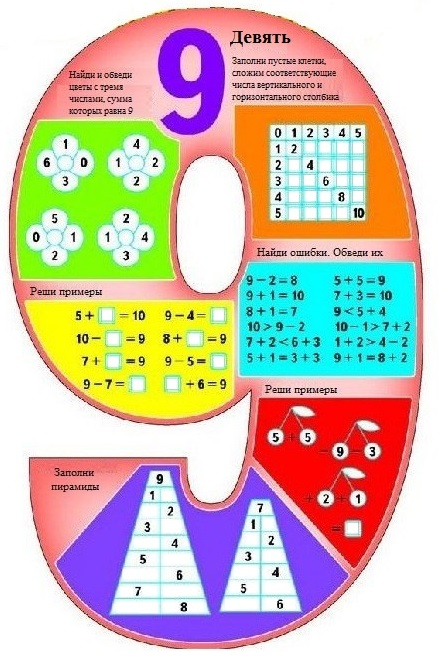 9
Девять
Найди и обведи
цветы с тремя
числами, сумма
которых равна 9
Заполни пустые клетки,
сложим соответствующие
числа вертикального и
горизонтального столбика
1
6 0
3
4
1 2
2
5
0 1
2
2
1 4
3
0 1 2 3 4 5
1 2
2 4
3 6
4 8
5 10
Найди ошибки. Обведи их
9 − 2 = 8 5 + 5 = 9
9 + 1 = 10 7 + 3 = 10
8 + 1 = 7 9 < 5 + 4
10 > 9 − 2 10 − 1 > 7 + 2
7 + 2 < 6 + 3 1 + 2 > 4 − 2
5 + 1 = 3 + 3 9 + 1 = 8 + 2
Реши примеры
5 + □ = 10 9 − 4 = □
10 − □ = 9 8 + □ = 9
7 + □ = 9 9 − 5 = □
9 − 7 = □ □ + 6 = 9
Реши примеры
5 + 5
− 9 − 3
+ 2 + 1
= □
Заполни
пирамиды
9
1
2
3
4
5
6
7
8
7
1
2
3
4
5
6